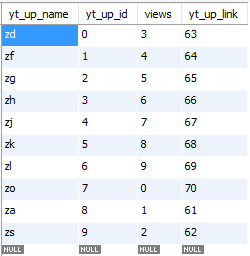 yt_up_name yt_up_id views yt_up_link
zd 0 3 63
zf 1 4 64
zg 2 5 65
zh 3 6 66
zj 4 7 67
zk 5 8 68
zl 6 9 69
zo 7 0 70
za 8 1 61
zs 9 2 62
NULL NULL NULL NULL